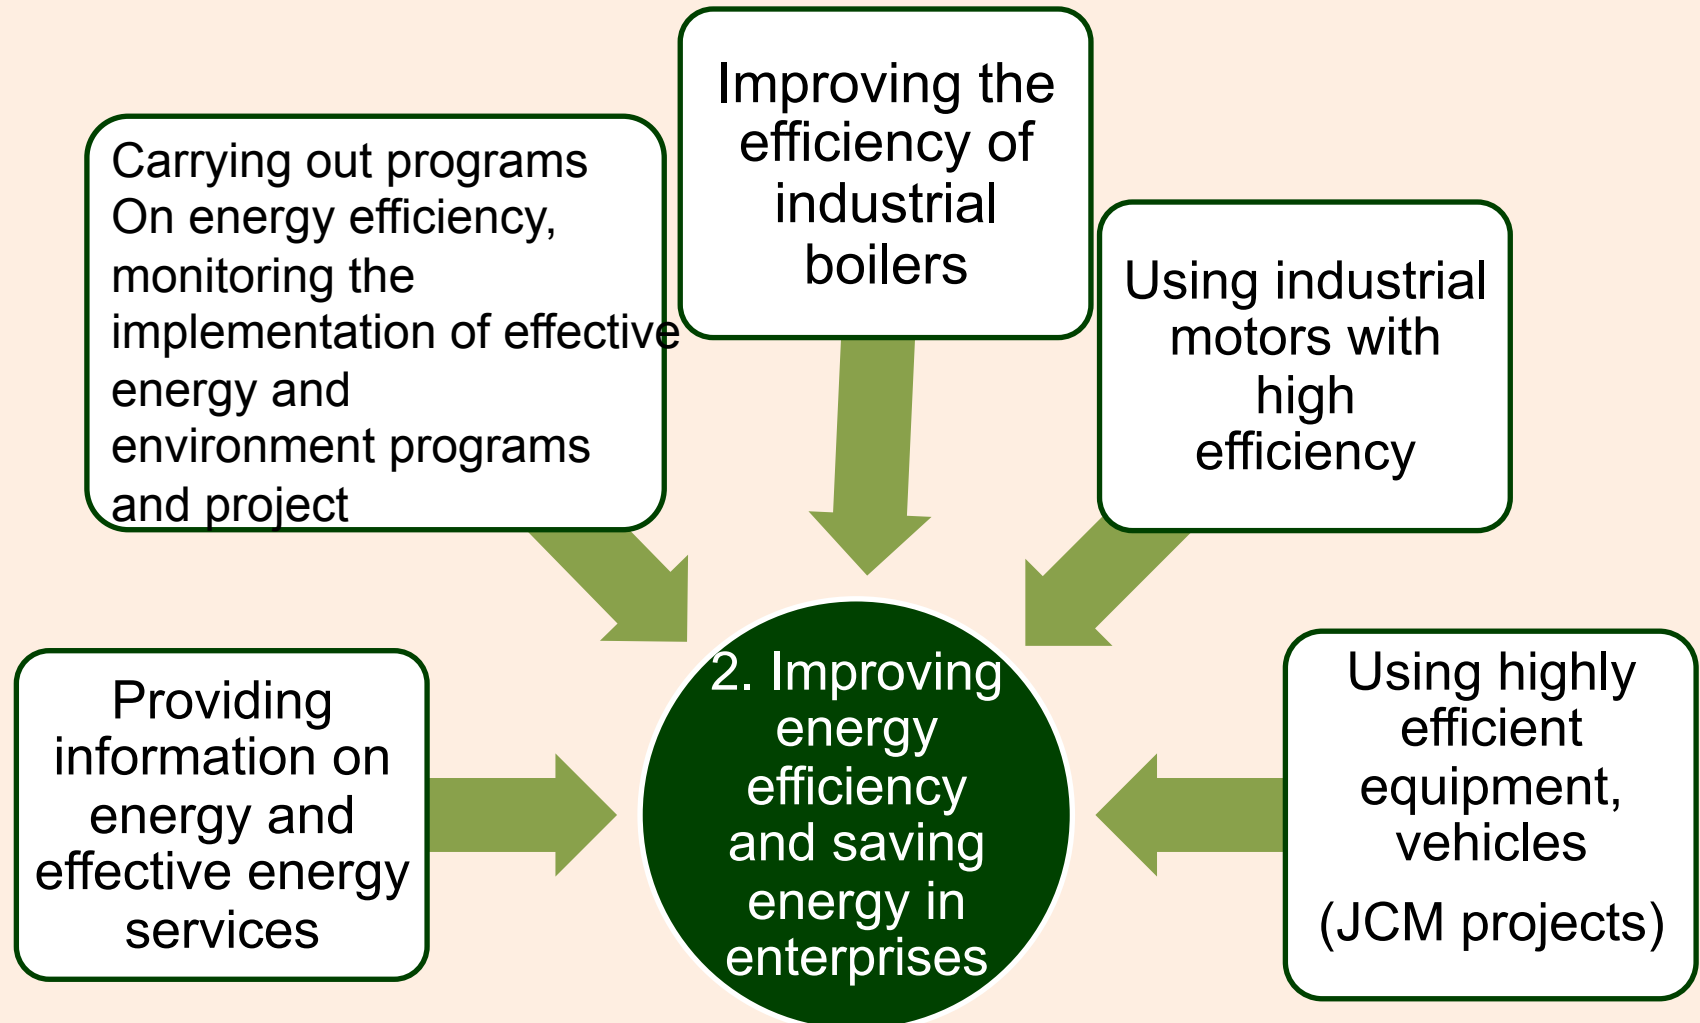 Improving the
efficiency of
industrial
boilers
Carrying out programs
On energy efficiency,
monitoring the
implementation of effective
energy and
environment programs
and project
Using industrial
motors with
high
efficiency
Providing
information on
energy and
effective energy
services
2. Improving
energy
efficiency
and saving
energy in
enterprises
Using highly
efficient
equipment,
vehicles
(JCM projects)